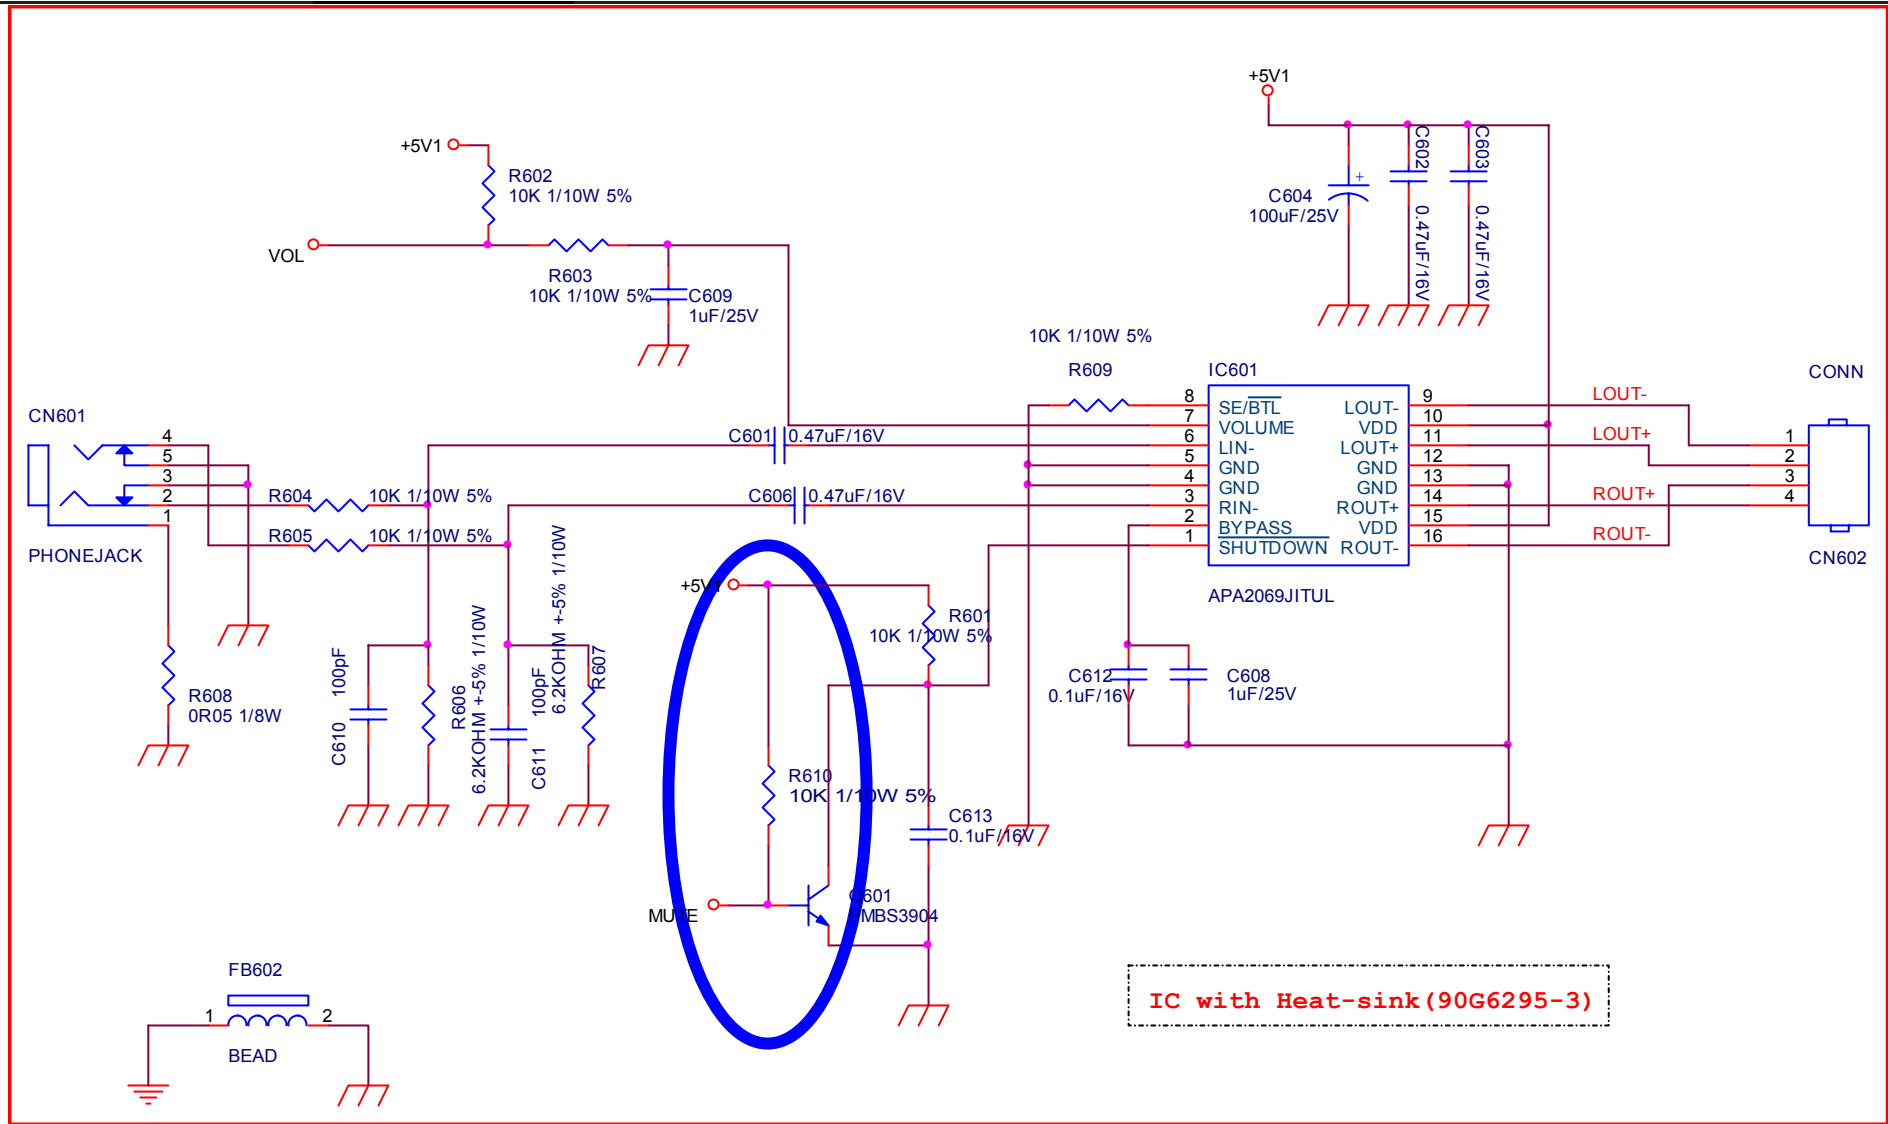 +5V1
+5V1
R602
10K 1/10W 5%
VOL
R603
10K 1/10W 5%
C609
1uF/25V
C604
100uF/25V
C602
0.47uF/16V
C603
0.47uF/16V
10K 1/10W 5%
R609
IC601
CONN
CN601
4
5
3
2
1
PHONEJACK
R604
10K 1/10W 5%
R605
10K 1/10W 5%
C601
0.47uF/16V
C606
0.47uF/16V
8
7
6
5
4
3
2
1
SE/BTL
VOLUME
LIN-
GND
GND
RIN-
BYPASS
SHUTDOWN
LOUT-
VDD
LOUT+
GND
GND
ROUT+
VDD
ROUT-
9
10
11
12
13
14
15
16
APA2069JITUL
LOUT-
LOUT+
ROUT+
ROUT-
1
2
3
4
CN602
+5V1
R601
10K 1/10W 5%
R608
0R05 1/8W
C610
100pF
R606
6.2KOHM +-5% 1/10W
C611
100pF
6.2KOHM +-5% 1/10W
R607
C612
0.1uF/16V
C608
1uF/25V
R610
10K 1/10W 5%
C613
0.1uF/16V
MUTE
Q601
PMBS3904
FB602
1
2
BEAD
IC with Heat-sink(90G6295-3)